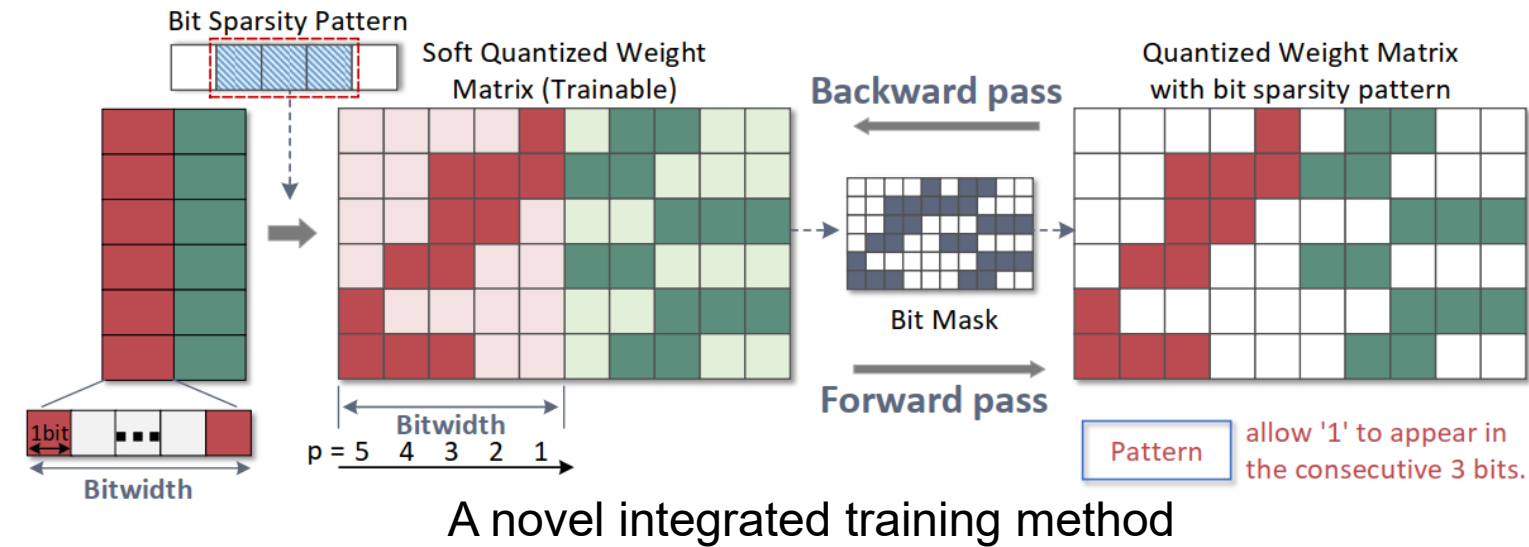 Bit Sparsity Pattern
Soft Quantized Weight
Matrix (Trainable)
Backward pass
Quantized Weight Matrix
with bit sparsity pattern
Bit Mask
Forward pass
1bit
Bitwidth
Bitwidth
p = 5 4 3 2 1
Pattern
allow '1' to appear in
the consecutive 3 bits.
A novel integrated training method